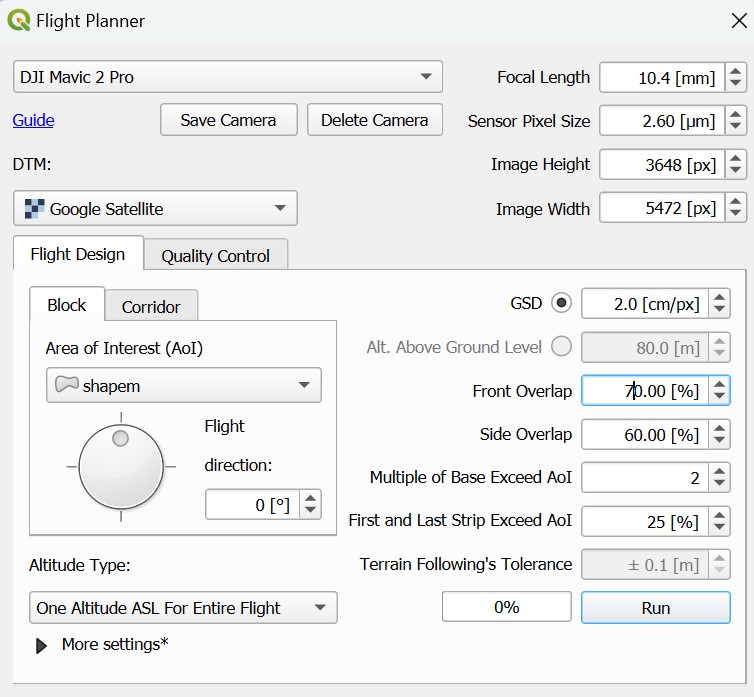 Flight Planner
DJI Mavic 2 Pro
Focal Length 10.4 [mm]
Guide Save Camera Delete Camera
Sensor Pixel Size 2.60 [µm]
DTM:
Image Height 3648 [px]
Google Satellite
Image Width 5472 [px]
Flight Design Quality Control
Block Corridor
GSD 2.0 [cm/px]
Area of Interest (AoI)
Alt. Above Ground Level 80.0 [m]
shapem
Front Overlap 70.00 [%]
Flight
direction:
0 [°]
Side Overlap 60.00 [%]
Multiple of Base Exceed AoI 2
First and Last Strip Exceed AoI 25 [%]
Altitude Type:
Terrain Following's Tolerance ± 0.1 [m]
One Altitude ASL For Entire Flight
0% Run
More settings*